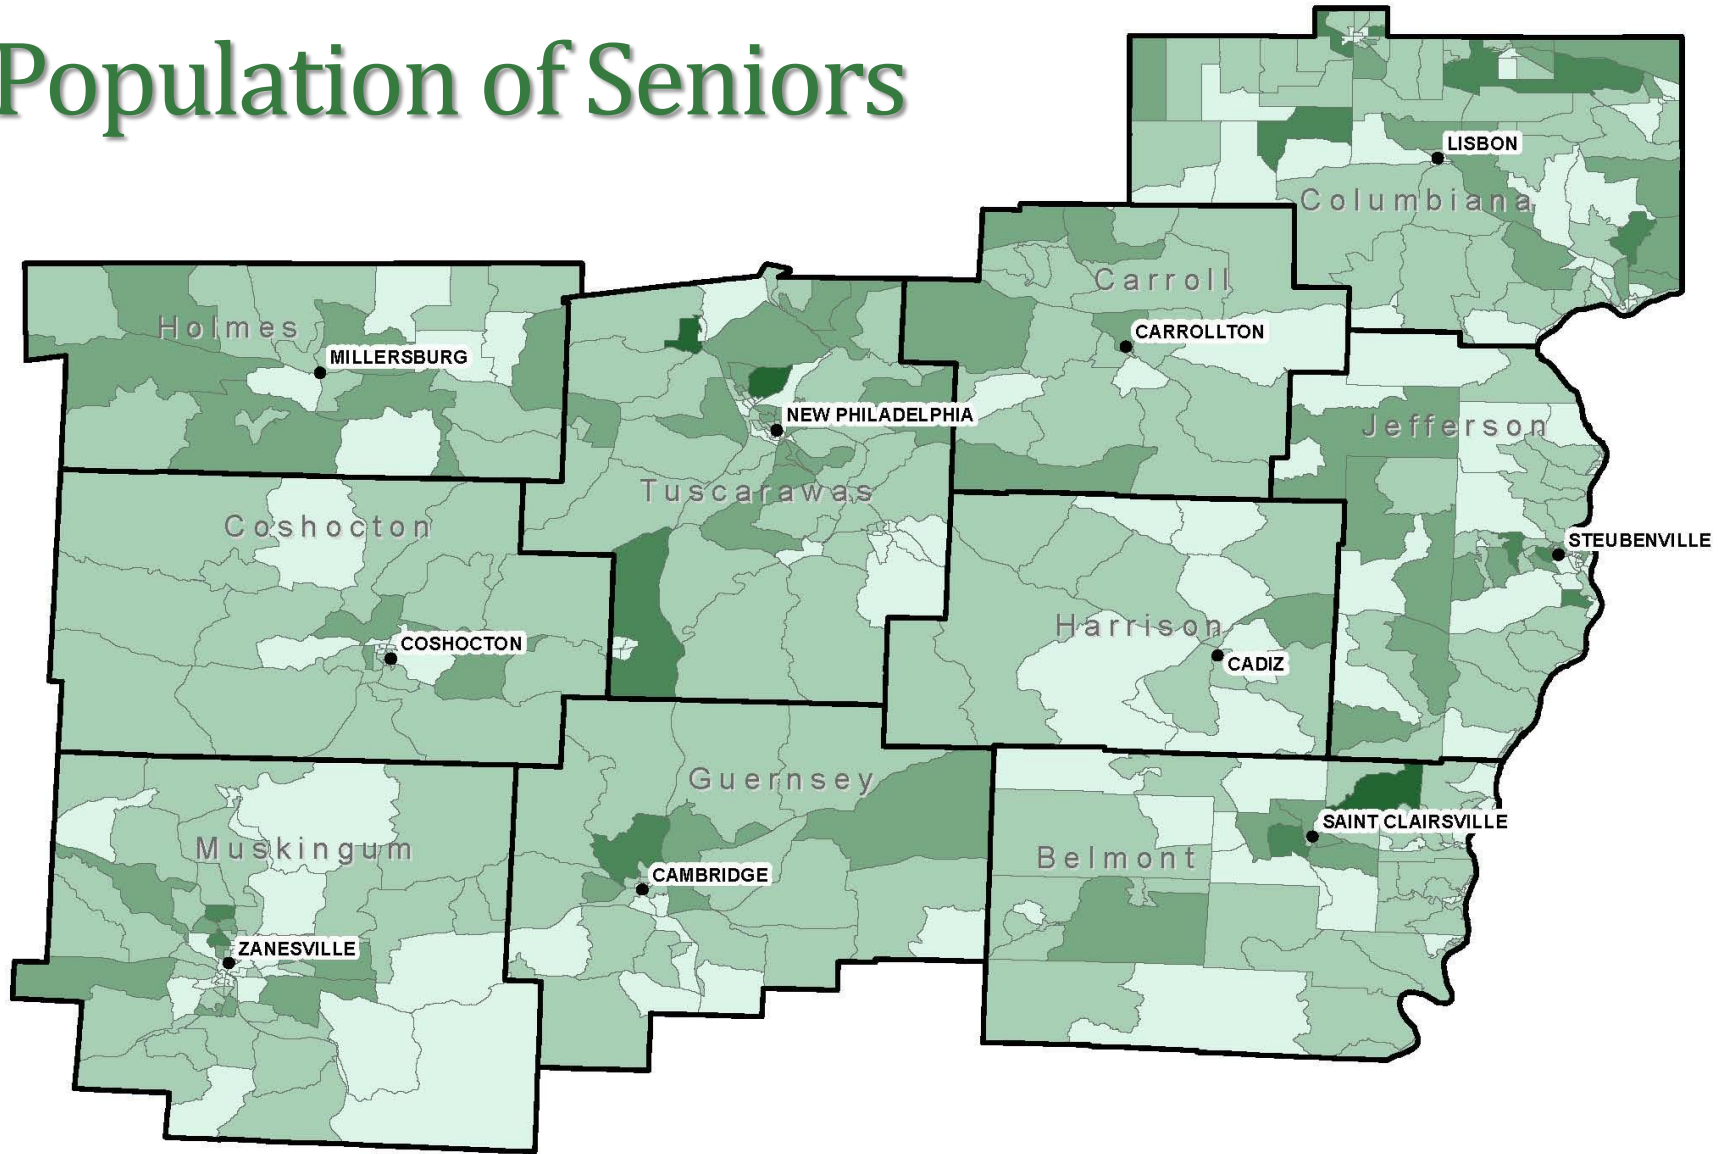 Population of Seniors
LISBON
Columbiana
Carroll
Holmes
CARROLLTON
MILLERSBURG
NEW PHILADELPHIA
Jefferson
Tuscarawas
Coshocton
STEUBENVILLE
Harrison
COSHOCTON
CADIZ
Guernsey
SAINT CLAIRSVILLE
Muskingum
Belmont
CAMBRIDGE
ZANESVILLE